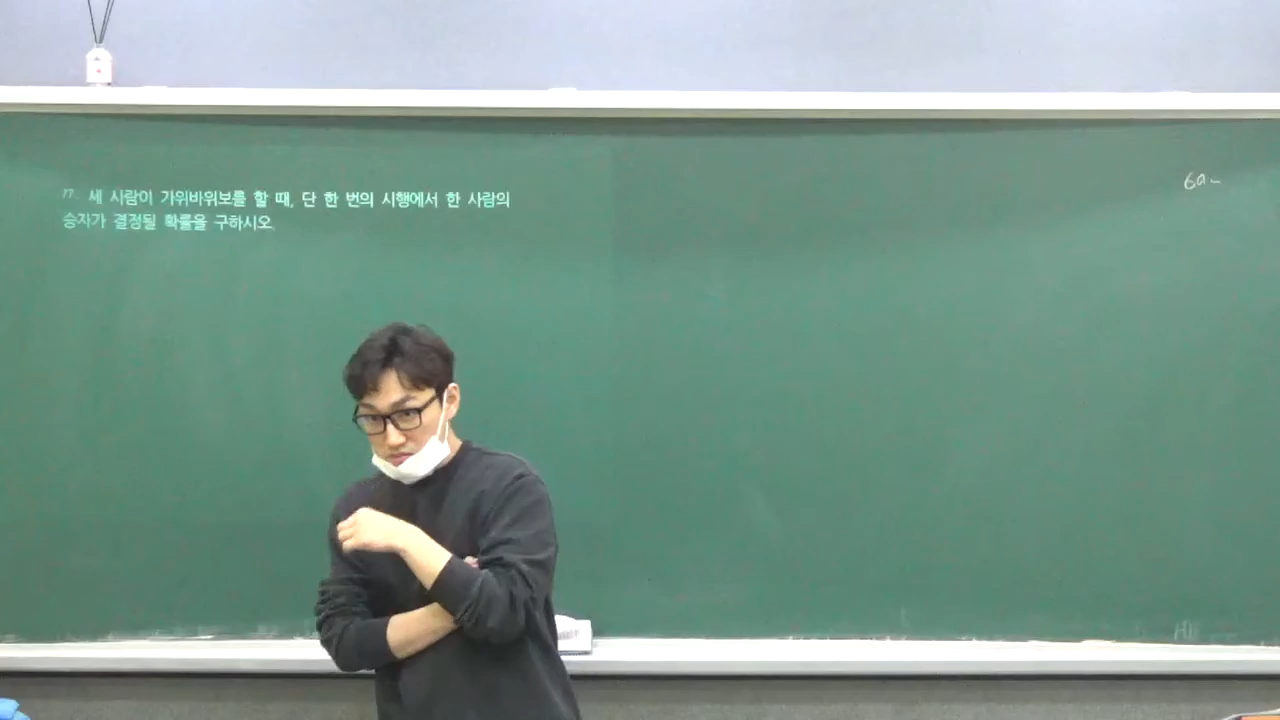 77. 세 사람이 가위바위보를 할 때, 단 한 번의 시행에서 한 사람의
승자가 결정될 확률을 구하시오.